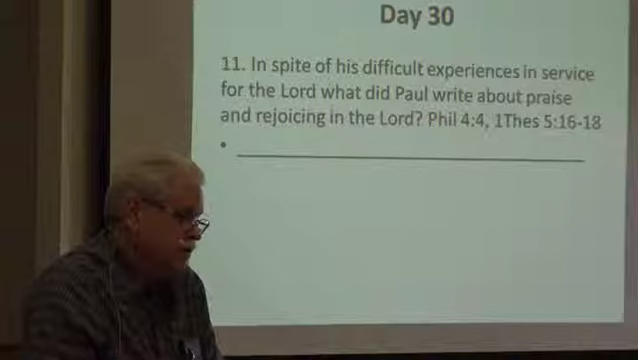 Day 30
11. In spite of his difficult experiences in service
for the Lord what did Paul write about praise
and rejoicing in the Lord? Phil 4:4, 1Thes 5:16-18